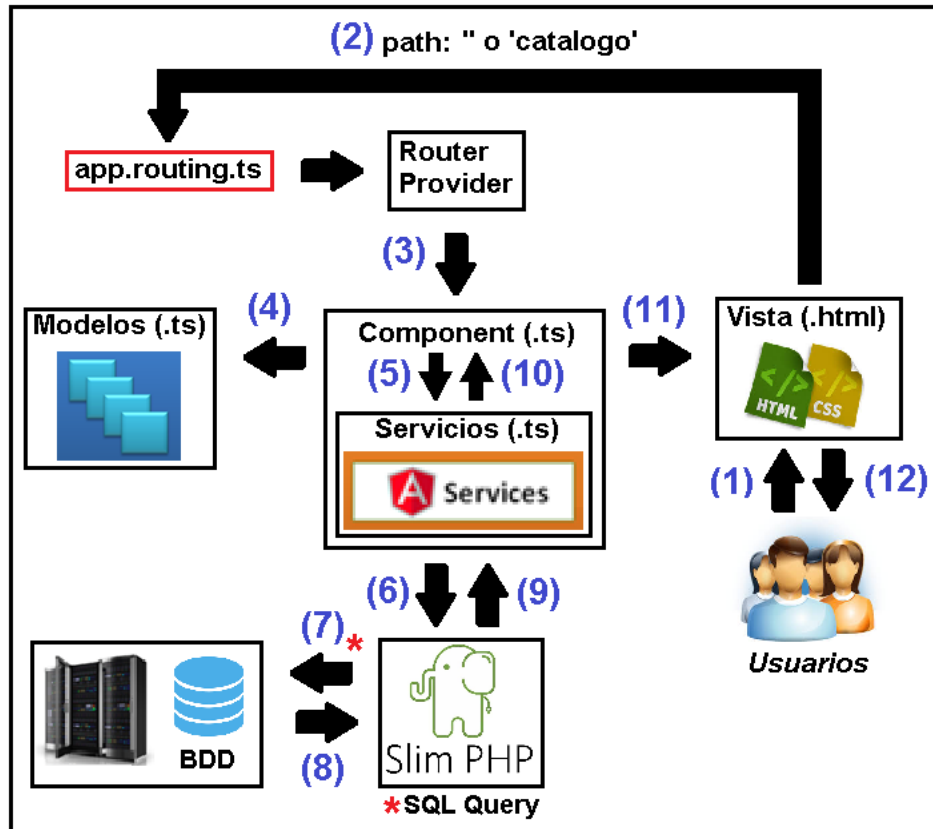 (2) path: '' o 'catalogo'
app.routing.ts
Router
Provider
(3)
Modelos (.ts)
(4)
Component (.ts)
(5)
(10)
Servicios (.ts)
Services
(11)
Vista (.html)
</>
HTML
</>
CSS
(1)
(12)
Usuarios
(6)
(9)
(7)*
(8)
BDD
Slim PHP
*SQL Query